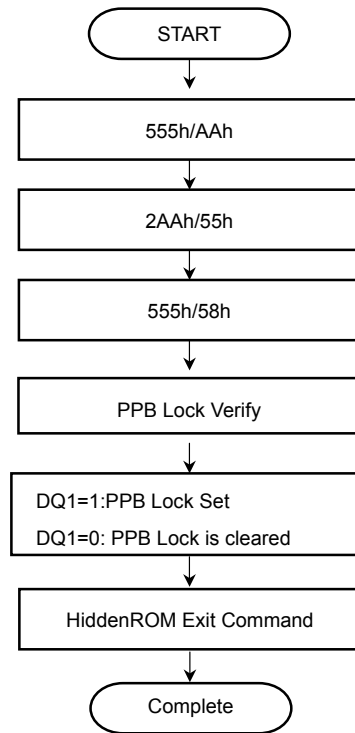 START
555h/AAh
2AAh/55h
555h/58h
PPB Lock Verify
DQ1=1:PPB Lock Set
DQ1=0: PPB Lock is cleared
HiddenROM Exit Command
Complete